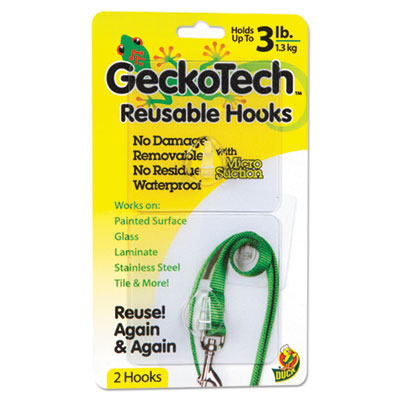 Holds
Up To
3 lb.
1.3 kg
GeckoTech™
Reusable Hooks
No Damage
Removable
No Residue
Waterproof
with
Micro
Suction
Works on:
Painted Surface
Glass
Laminate
Stainless Steel
Tile & More!
Reuse!
Again
& Again
2 Hooks
DUCK